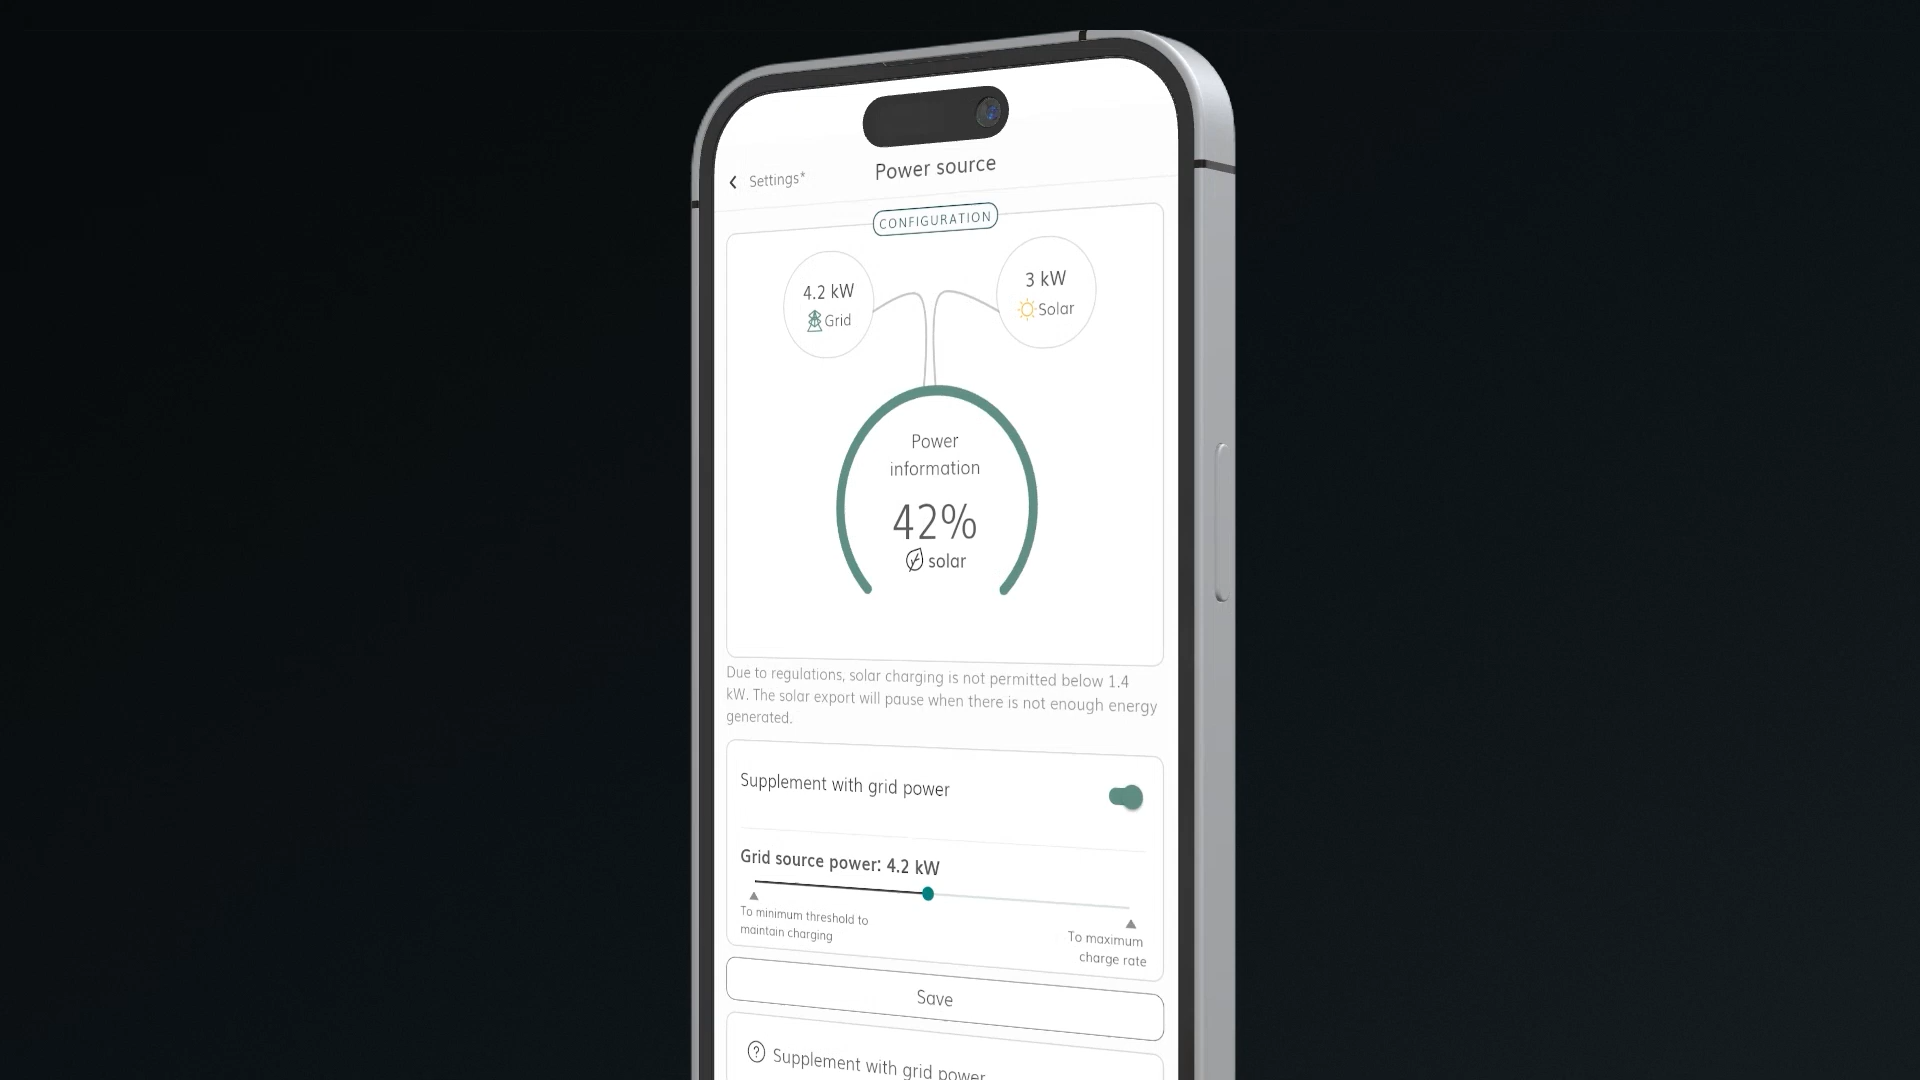 Settings*
Power source
CONFIGURATION
4.2 kW
Grid
3 kW
Solar
Power
information
42%
solar
Due to regulations, solar charging is not permitted below 1.4
kW. The solar export will pause when there is not enough energy
generated.
Supplement with grid power
Grid source power: 4.2 kW
To minimum threshold to
maintain charging
To maximum
charge rate
Save
Supplement with grid power